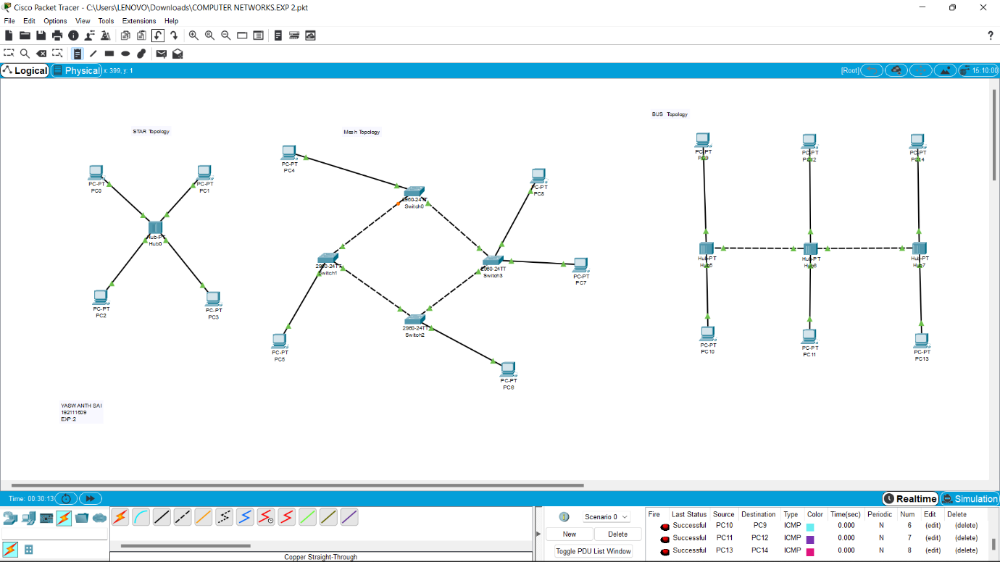 Cisco Packet Tracer - C:\Users\LENOVO\Downloads\COMPUTER NETWORKS.EXP 2.pkt
File Edit Options View Tools Extensions Help
?
Logical Physical x: 399, y: 1 [Root] 15:10:00
BUS Topology
STAR Topology
Mesh Topology
PC-PT
PC4
PC-PT
PC9
PC-PT
PC12
PC-PT
PC14
PC-PT
PC0
PC-PT
PC1
PC-PT
PC8
2960-24TT
Switch0
Hub-PT
Hub0
2960-24TT
Switch1
2960-24TT
Switch3
PC-PT
PC7
Hub-PT
Hub5
Hub-PT
Hub6
Hub-PT
Hub7
PC-PT
PC2
PC-PT
PC3
2960-24TT
Switch2
PC-PT
PC5
PC-PT
PC6
PC-PT
PC10
PC-PT
PC11
PC-PT
PC13
YASWANTH SAI
192111609
EXP:2
Time: 00:30:13 Realtime Simulation
Scenario 0
New Delete
Toggle PDU List Window
Fire Last Status Source Destination Type Color Time(sec) Periodic Num Edit Delete
Successful PC10 PC9 ICMP 0.000 N 6 (edit) (delete)
Successful PC11 PC12 ICMP 0.000 N 7 (edit) (delete)
Successful PC13 PC14 ICMP 0.000 N 8 (edit) (delete)
Copper Straight-Through